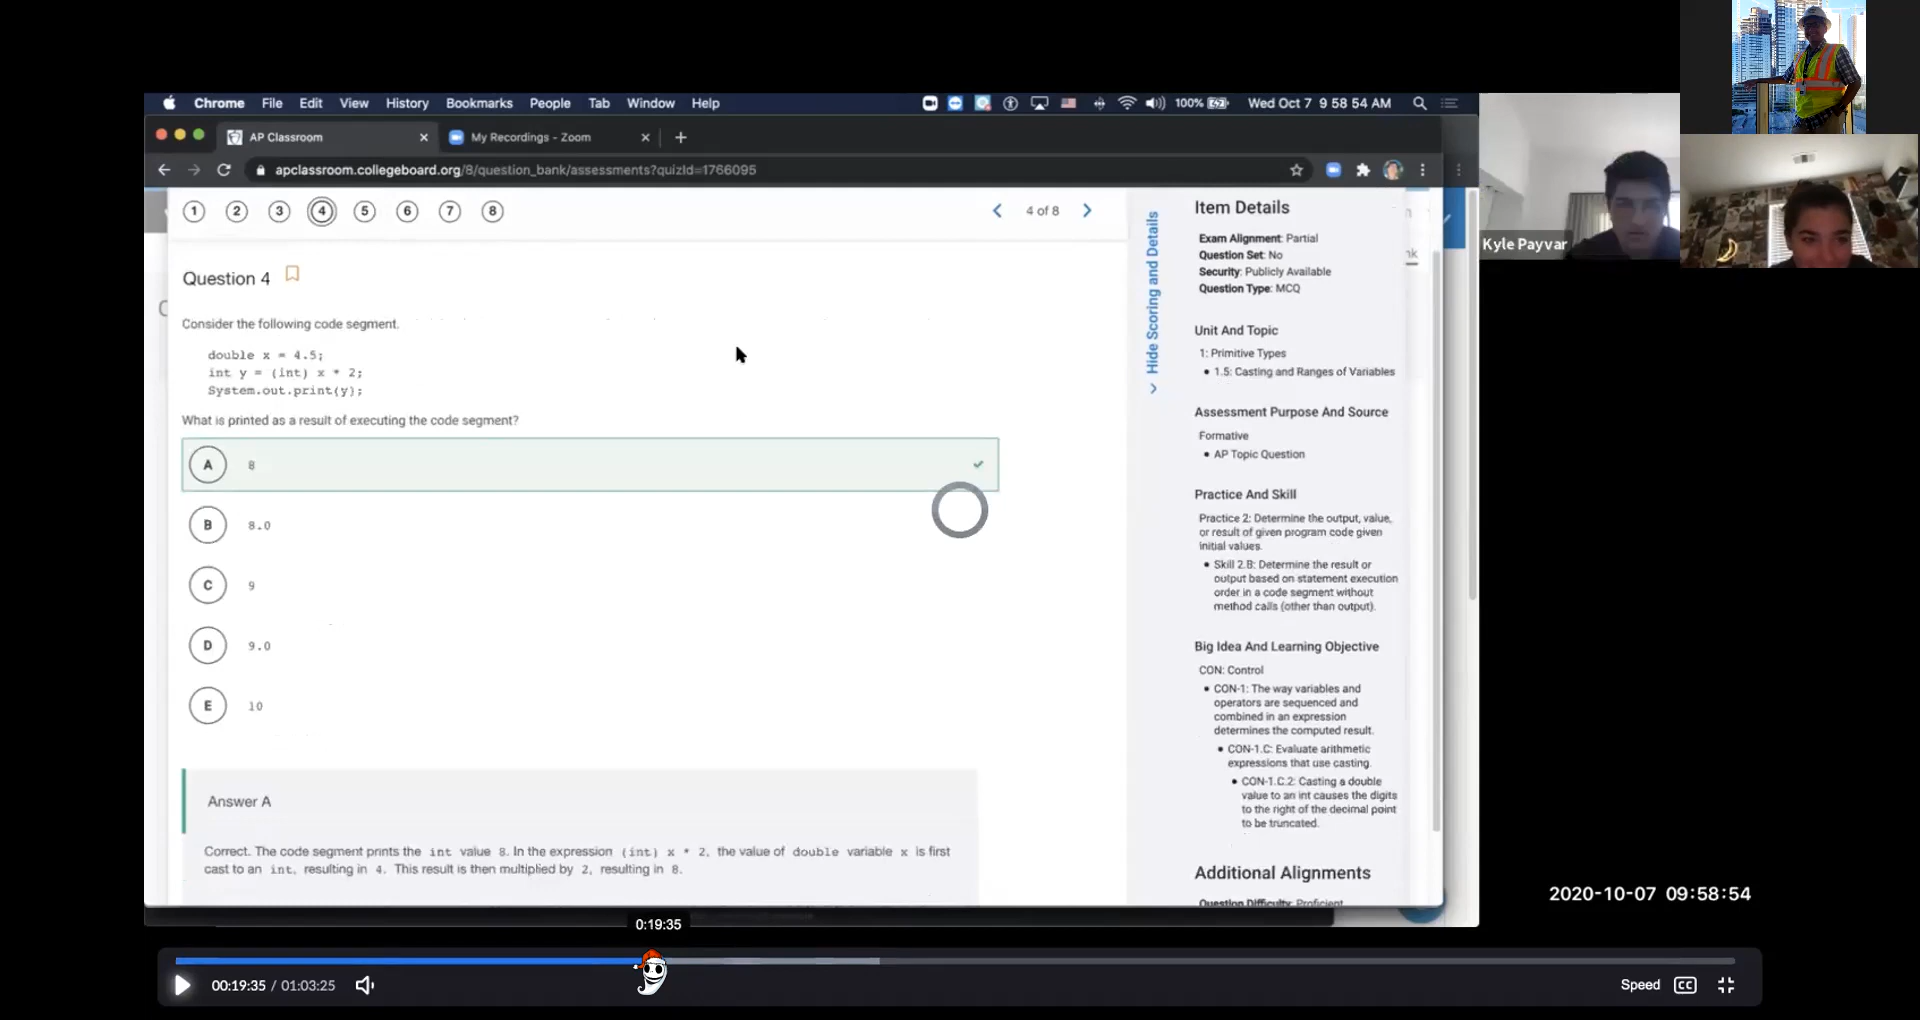 Chrome File Edit View History Bookmarks People Tab Window Help 100% Wed Oct 7 9 58 54 AM
AP Classroom
My Recordings - Zoom
apclassroom.collegeboard.org/8/question_bank/assessments?quizId=1766095
1 2 3 4 5 6 7 8
4 of 8
Question 4
Consider the following code segment.
double x = 4.5;
int y = (int) x * 2;
System.out.print(y);
What is printed as a result of executing the code segment?
A 8
B 8.0
C 9
D 9.0
E 10
Answer A
Correct. The code segment prints the int value 8. In the expression (int) x * 2, the value of double variable x is first
cast to an int, resulting in 4. This result is then multiplied by 2, resulting in 8.
Hide Scoring and Details
Item Details
Exam Alignment: Partial
Question Set: No
Security: Publicly Available
Question Type: MCQ
Unit And Topic
1: Primitive Types
• 1.5: Casting and Ranges of Variables
Assessment Purpose And Source
Formative
• AP Topic Question
Practice And Skill
Practice 2: Determine the output, value,
or result of given program code given
initial values.
• Skill 2.B: Determine the result or
output based on statement execution
order in a code segment without
method calls (other than output).
Big Idea And Learning Objective
CON: Control
• CON-1: The way variables and
operators are sequenced and
combined in an expression
determines the computed result.
• CON-1.C: Evaluate arithmetic
expressions that use casting.
• CON-1.C.2: Casting a double
value to an int causes the digits
to the right of the decimal point
to be truncated.
Additional Alignments
Question Difficulty: Proficient
nk
Kyle Payvar
2020-10-07 09:58:54
0:19:35
00:19:35 / 01:03:25
Speed CC